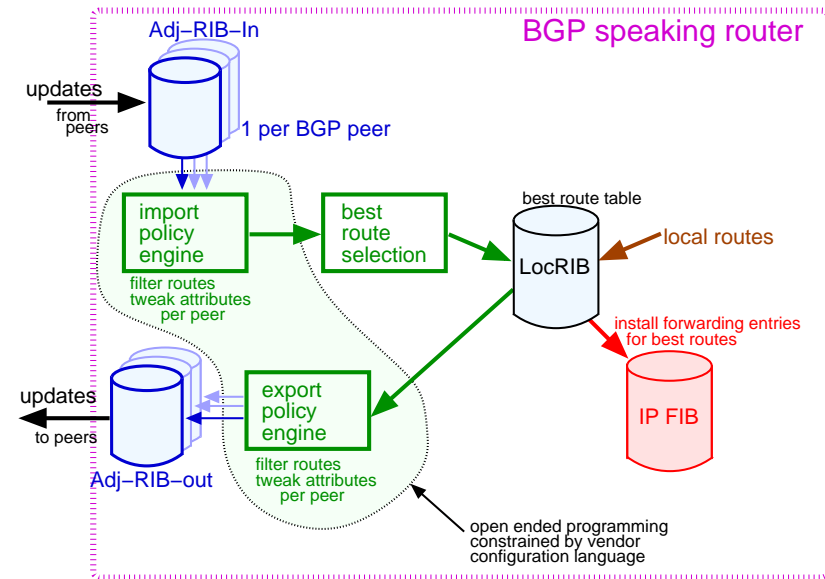 BGP speaking router
Adj−RIB−In
updates
from
peers
1 per BGP peer
import
policy
engine
filter routes
tweak attributes
per peer
best
route
selection
best route table
LocRIB
local routes
install forwarding entries
for best routes
IP FIB
export
policy
engine
filter routes
tweak attributes
per peer
updates
to peers
Adj−RIB−out
open ended programming
constrained by vendor
configuration language